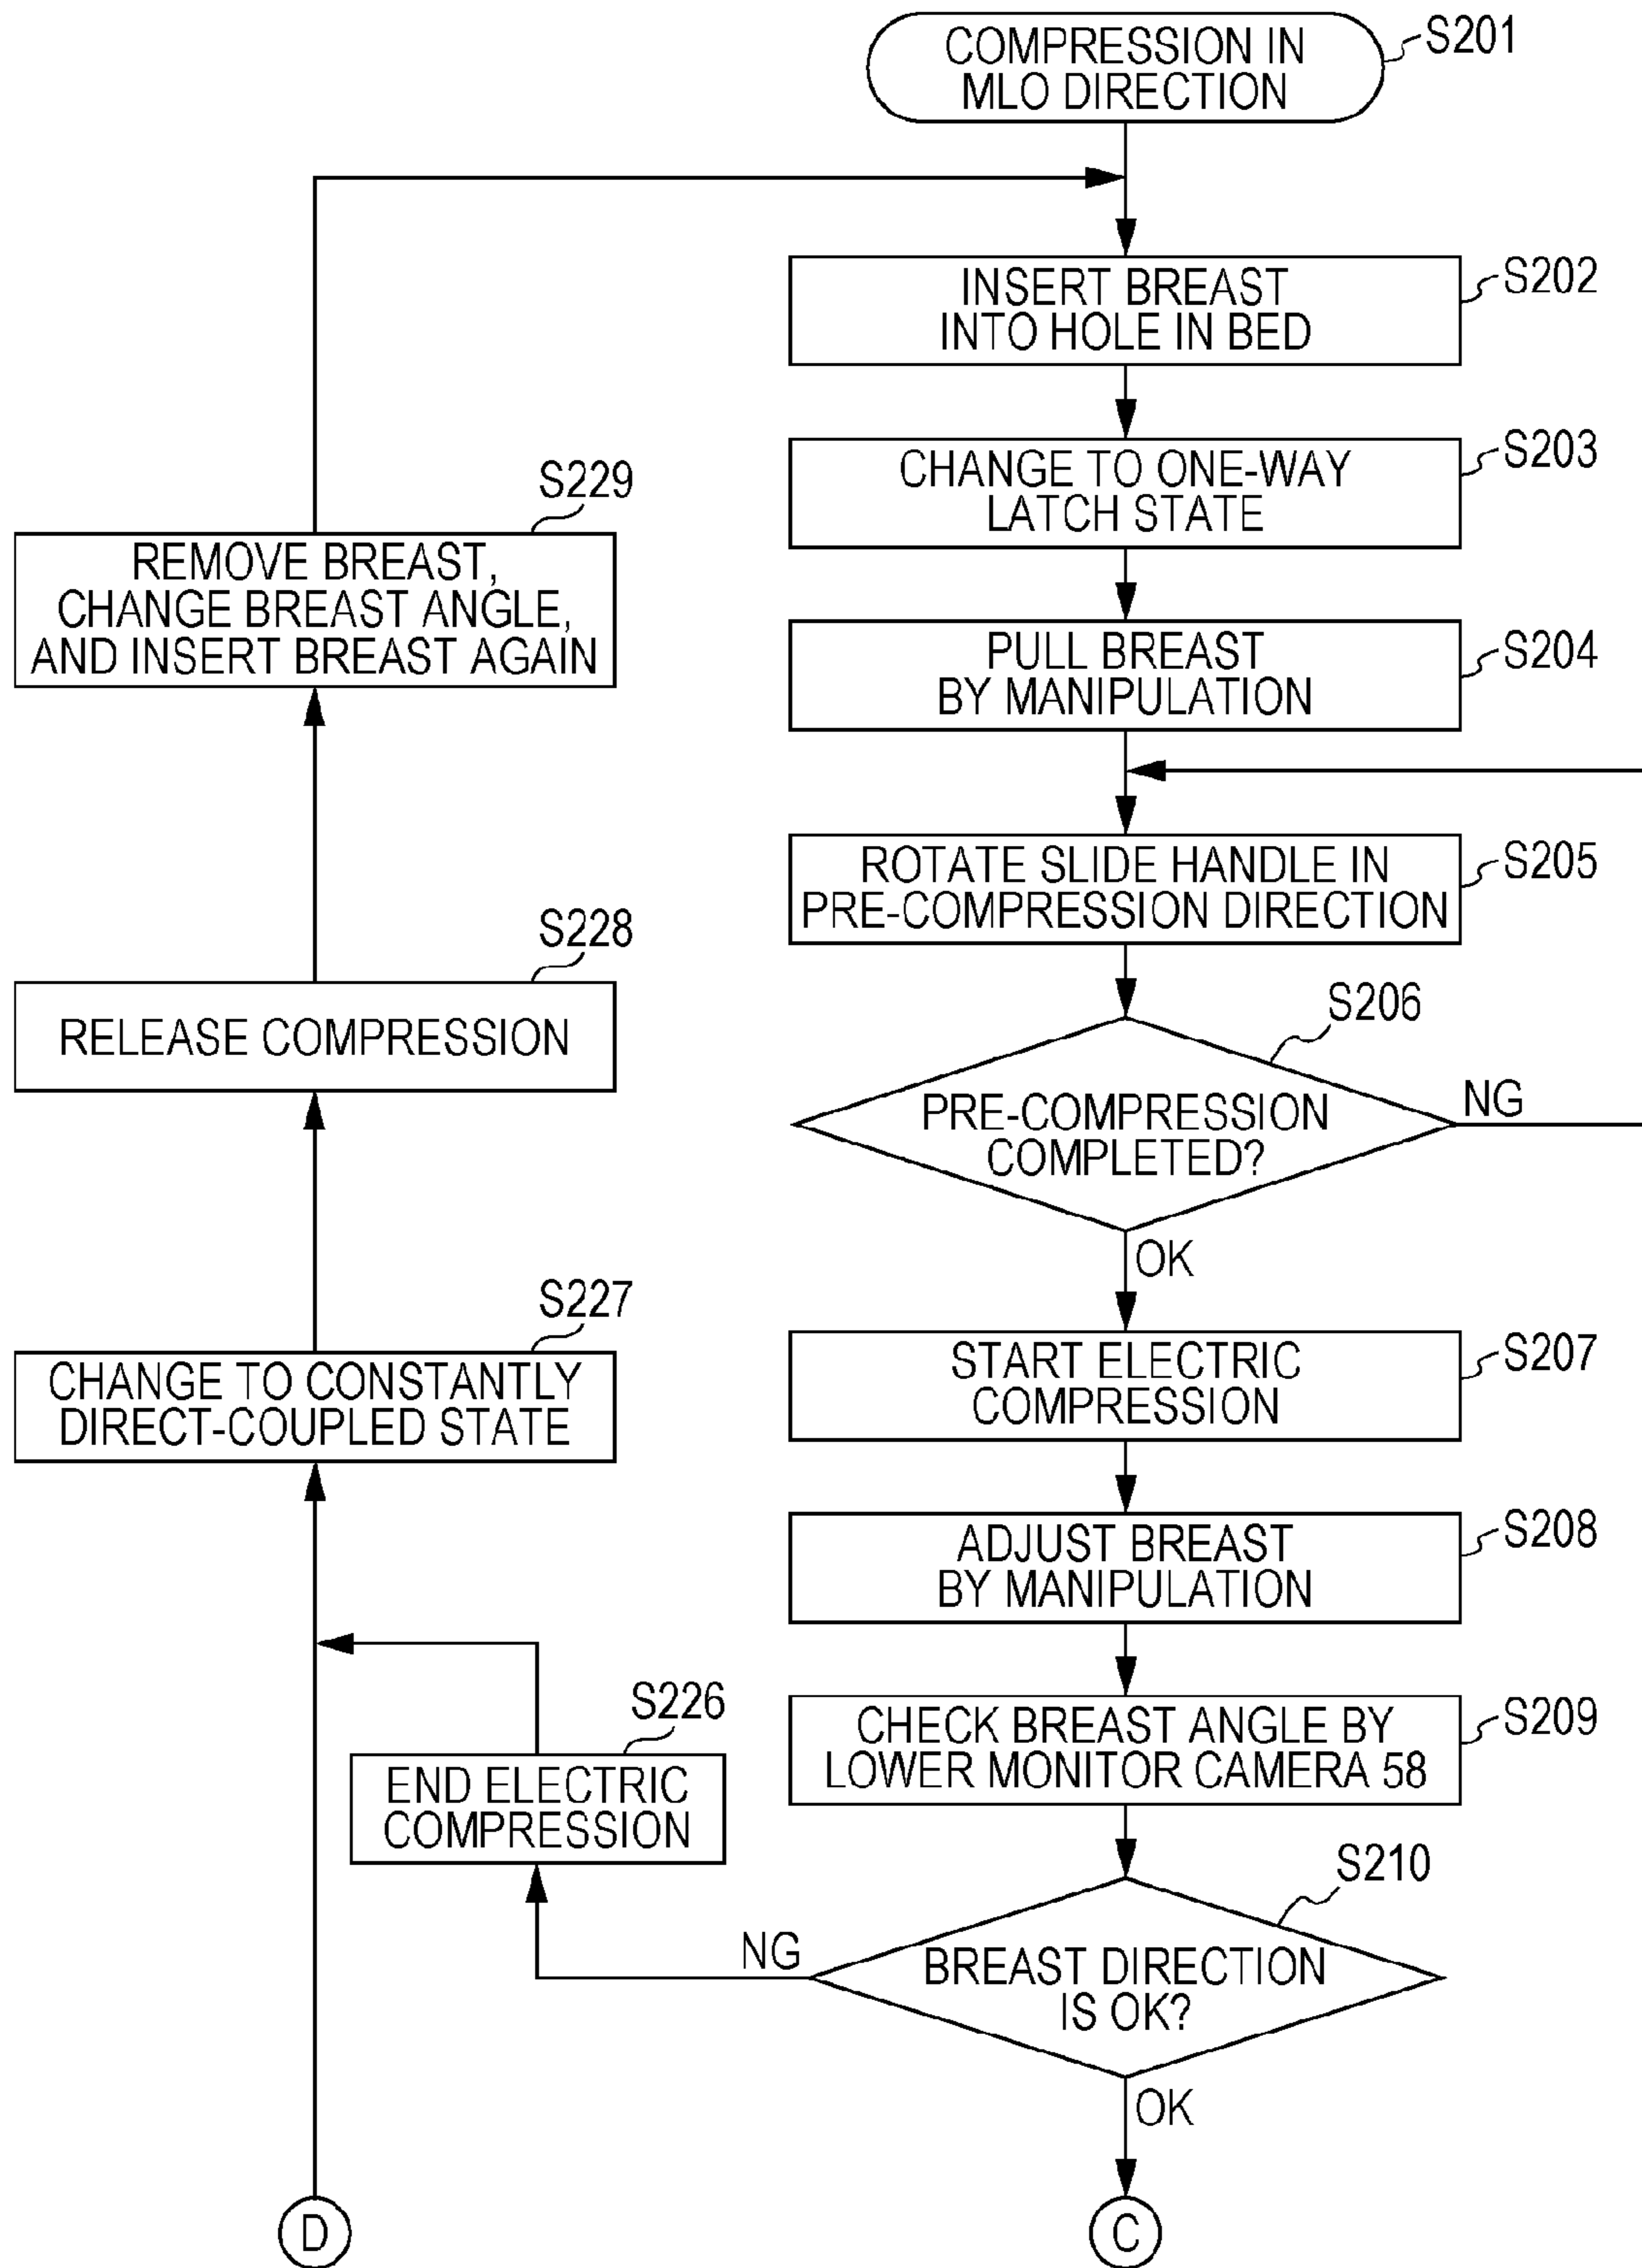 COMPRESSION IN
MLO DIRECTION
S201
INSERT BREAST
INTO HOLE IN BED
S202
CHANGE TO ONE-WAY
LATCH STATE
S203
S229
REMOVE BREAST,
CHANGE BREAST ANGLE,
AND INSERT BREAST AGAIN
PULL BREAST
BY MANIPULATION
S204
ROTATE SLIDE HANDLE IN
PRE-COMPRESSION DIRECTION
S205
S228
RELEASE COMPRESSION
S206
PRE-COMPRESSION
COMPLETED?
NG
OK
S227
CHANGE TO CONSTANTLY
DIRECT-COUPLED STATE
START ELECTRIC
COMPRESSION
S207
ADJUST BREAST
BY MANIPULATION
S208
S226
END ELECTRIC
COMPRESSION
CHECK BREAST ANGLE BY
LOWER MONITOR CAMERA 58
S209
S210
NG
BREAST DIRECTION
IS OK?
OK
D
C